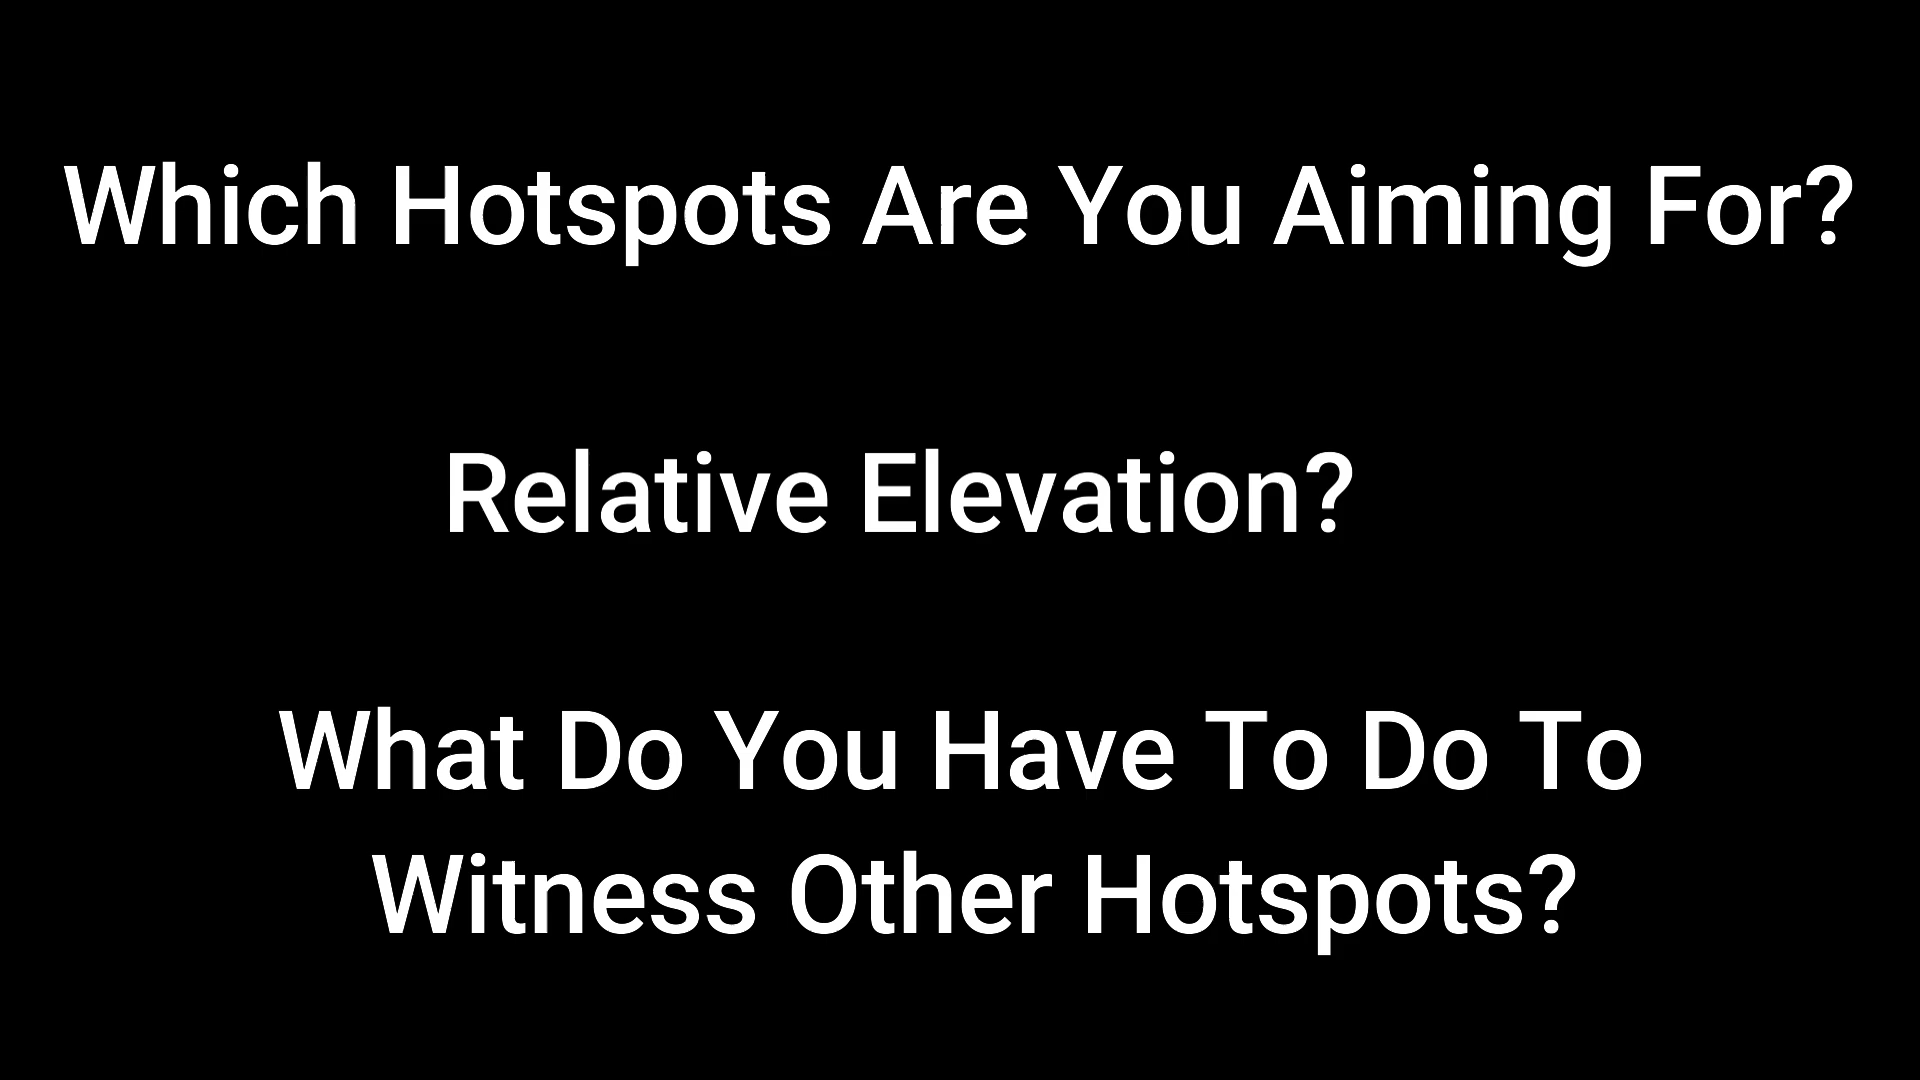 Which Hotspots Are You Aiming For?
Relative Elevation?
What Do You Have To Do To
Witness Other Hotspots?